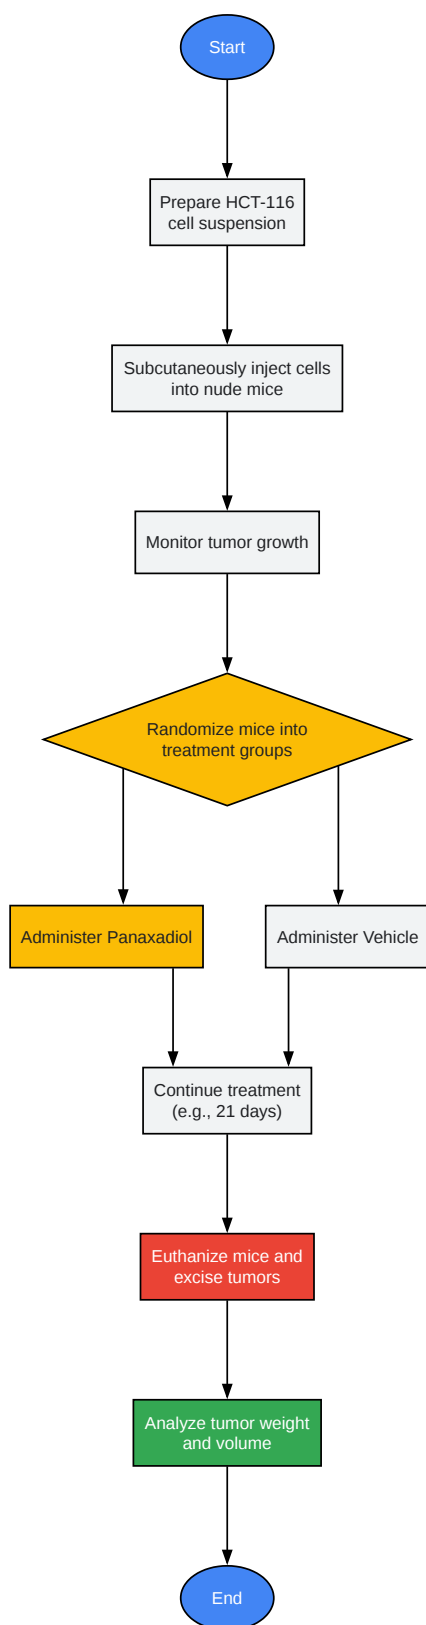 Start
Prepare HCT-116
cell suspension
Subcutaneously inject cells
into nude mice
Monitor tumor growth
Randomize mice into
treatment groups
Administer Panaxadiol
Administer Vehicle
Continue treatment
(e.g., 21 days)
Euthanize mice and
excise tumors
Analyze tumor weight
and volume
End